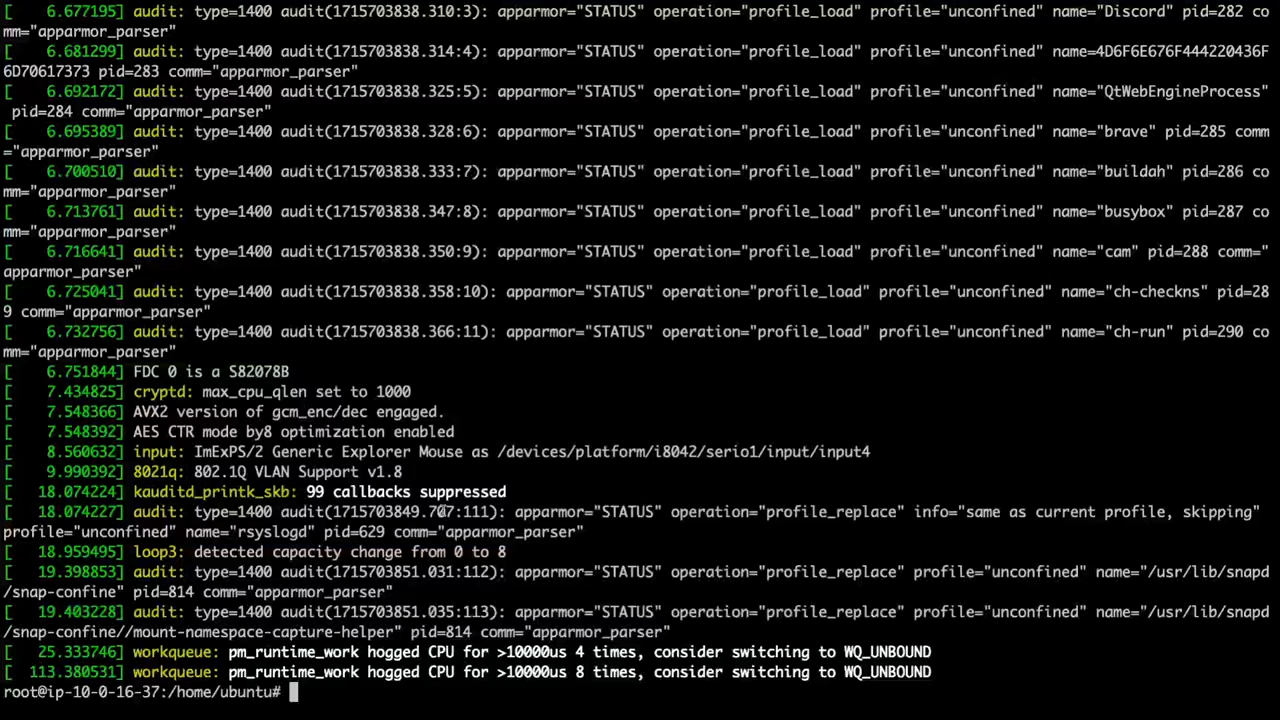 [    6.677195] audit: type=1400 audit(1715703838.310:3): apparmor="STATUS" operation="profile_load" profile="unconfined" name="Discord" pid=282 co
mm="apparmor_parser"
[    6.681299] audit: type=1400 audit(1715703838.314:4): apparmor="STATUS" operation="profile_load" profile="unconfined" name=4D6F6E676F444220436F
6D70617373 pid=283 comm="apparmor_parser"
[    6.692172] audit: type=1400 audit(1715703838.325:5): apparmor="STATUS" operation="profile_load" profile="unconfined" name="QtWebEngineProcess"
 pid=284 comm="apparmor_parser"
[    6.695389] audit: type=1400 audit(1715703838.328:6): apparmor="STATUS" operation="profile_load" profile="unconfined" name="brave" pid=285 comm
="apparmor_parser"
[    6.700510] audit: type=1400 audit(1715703838.333:7): apparmor="STATUS" operation="profile_load" profile="unconfined" name="buildah" pid=286 co
mm="apparmor_parser"
[    6.713761] audit: type=1400 audit(1715703838.347:8): apparmor="STATUS" operation="profile_load" profile="unconfined" name="busybox" pid=287 co
mm="apparmor_parser"
[    6.716641] audit: type=1400 audit(1715703838.350:9): apparmor="STATUS" operation="profile_load" profile="unconfined" name="cam" pid=288 comm="
apparmor_parser"
[    6.725041] audit: type=1400 audit(1715703838.358:10): apparmor="STATUS" operation="profile_load" profile="unconfined" name="ch-checkns" pid=28
9 comm="apparmor_parser"
[    6.732756] audit: type=1400 audit(1715703838.366:11): apparmor="STATUS" operation="profile_load" profile="unconfined" name="ch-run" pid=290 co
mm="apparmor_parser"
[    6.751844] FDC 0 is a S82078B
[    7.434825] cryptd: max_cpu_qlen set to 1000
[    7.548366] AVX2 version of gcm_enc/dec engaged.
[    7.548392] AES CTR mode by8 optimization enabled
[    8.560632] input: ImExPS/2 Generic Explorer Mouse as /devices/platform/i8042/serio1/input/input4
[    9.990392] 8021q: 802.1Q VLAN Support v1.8
[   18.074224] kauditd_printk_skb: 99 callbacks suppressed
[   18.074227] audit: type=1400 audit(1715703849.707:111): apparmor="STATUS" operation="profile_replace" info="same as current profile, skipping"
profile="unconfined" name="rsyslogd" pid=629 comm="apparmor_parser"
[   18.959495] loop3: detected capacity change from 0 to 8
[   19.398853] audit: type=1400 audit(1715703851.031:112): apparmor="STATUS" operation="profile_replace" profile="unconfined" name="/usr/lib/snapd
/snap-confine" pid=814 comm="apparmor_parser"
[   19.403228] audit: type=1400 audit(1715703851.035:113): apparmor="STATUS" operation="profile_replace" profile="unconfined" name="/usr/lib/snapd
/snap-confine//mount-namespace-capture-helper" pid=814 comm="apparmor_parser"
[   25.333746] workqueue: pm_runtime_work hogged CPU for >10000us 4 times, consider switching to WQ_UNBOUND
[  113.380531] workqueue: pm_runtime_work hogged CPU for >10000us 8 times, consider switching to WQ_UNBOUND
root@ip-10-0-16-37:/home/ubuntu#